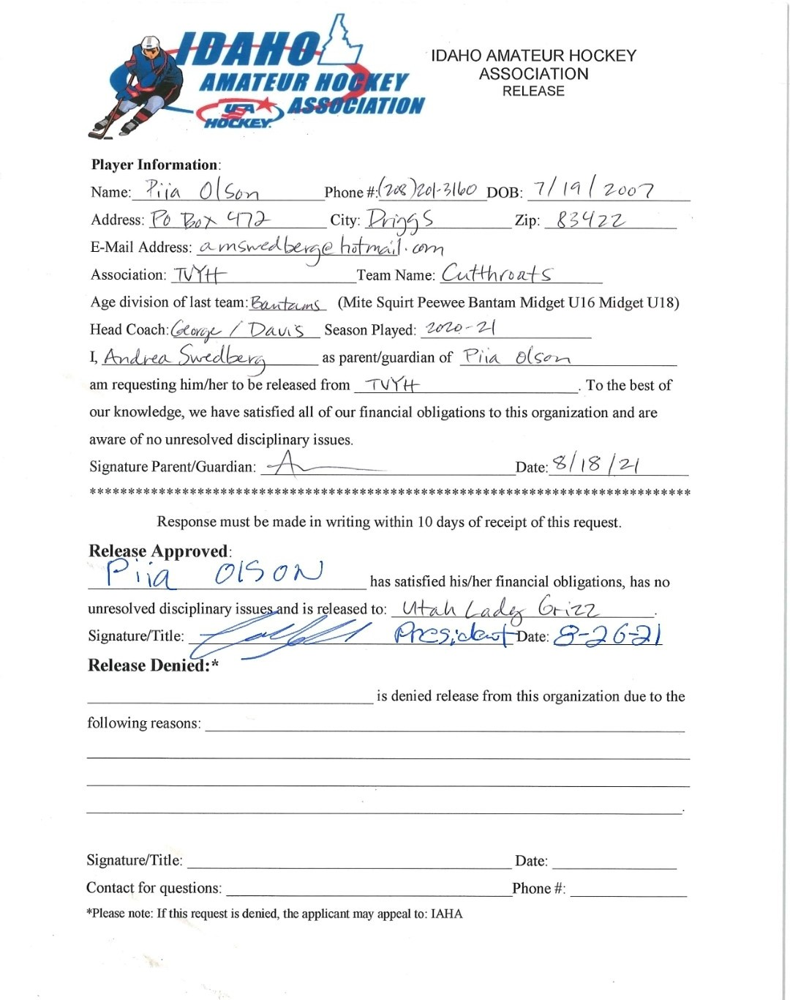 IDAHO
AMATEUR HOCKEY
ASSOCIATION
USA
HOCKEY.
IDAHO AMATEUR HOCKEY
ASSOCIATION
RELEASE
Player Information:
Name: Piia Olson Phone #:(208)201-3160 DOB: 7/19/2007
Address: PO Box 472 City: Driggs Zip: 83422
E-Mail Address: amswedberg@hotmail.com
Association: TVYH Team Name: Cutthroats
Age division of last team: Bantams (Mite Squirt Peewee Bantam Midget U16 Midget U18)
Head Coach: George / Davis Season Played: 2020-21
I, Andrea Swedberg as parent/guardian of Piia Olson
am requesting him/her to be released from TVYH. To the best of
our knowledge, we have satisfied all of our financial obligations to this organization and are
aware of no unresolved disciplinary issues.
Signature Parent/Guardian: Date: 8/18/21
*******************************************************************************
Response must be made in writing within 10 days of receipt of this request.
Release Approved:
Piia OlSON has satisfied his/her financial obligations, has no
unresolved disciplinary issues and is released to: Utah Lady Grizz.
Signature/Title: President Date: 8-26-21
Release Denied:*
is denied release from this organization due to the
following reasons:
Signature/Title: Date:
Contact for questions: Phone #:
*Please note: If this request is denied, the applicant may appeal to: IAHA